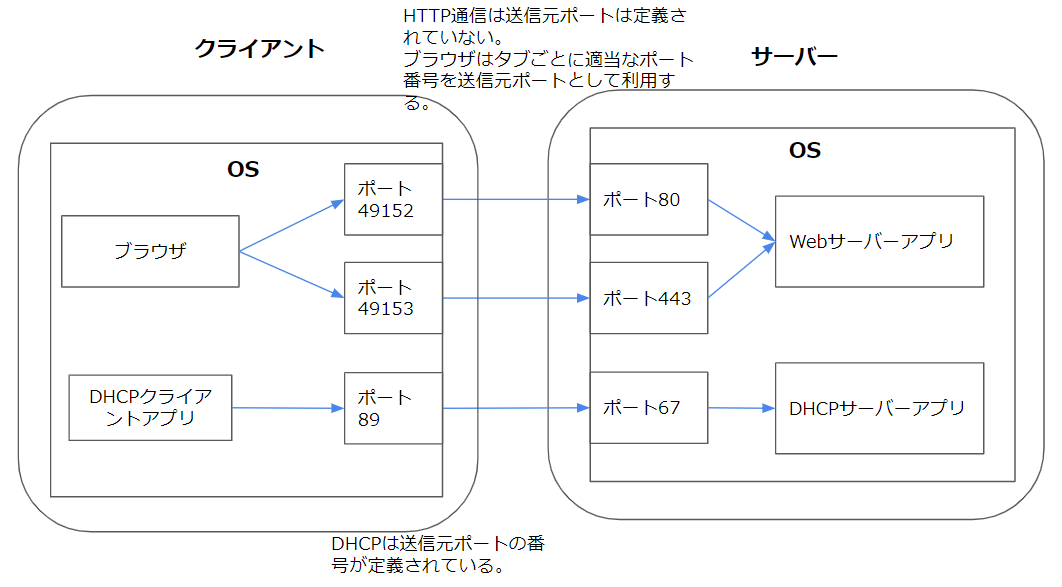 HTTP通信は送信元ポートは定義さ
れていない。
ブラウザはタブごとに適当なポート
番号を送信元ポートとして利用す
る。
クライアント
サーバー
OS
ブラウザ
ポート
49152
ポート
49153
DHCPクライア
ントアプリ
ポート
89
OS
ポート80
Webサーバーアプリ
ポート443
ポート67
DHCPサーバーアプリ
DHCPは送信元ポートの番
号が定義されている。